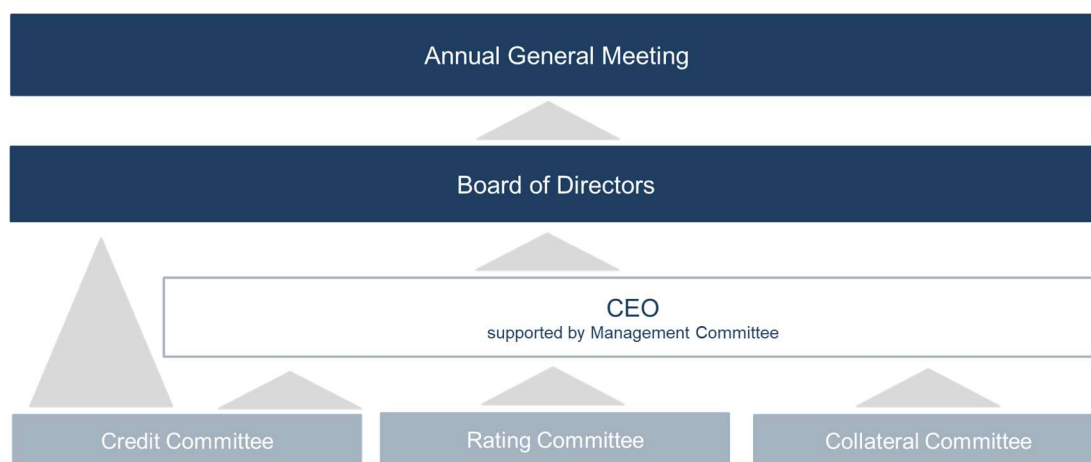 Annual General Meeting
Board of Directors
CEO
supported by Management Committee
Credit Committee
Rating Committee
Collateral Committee